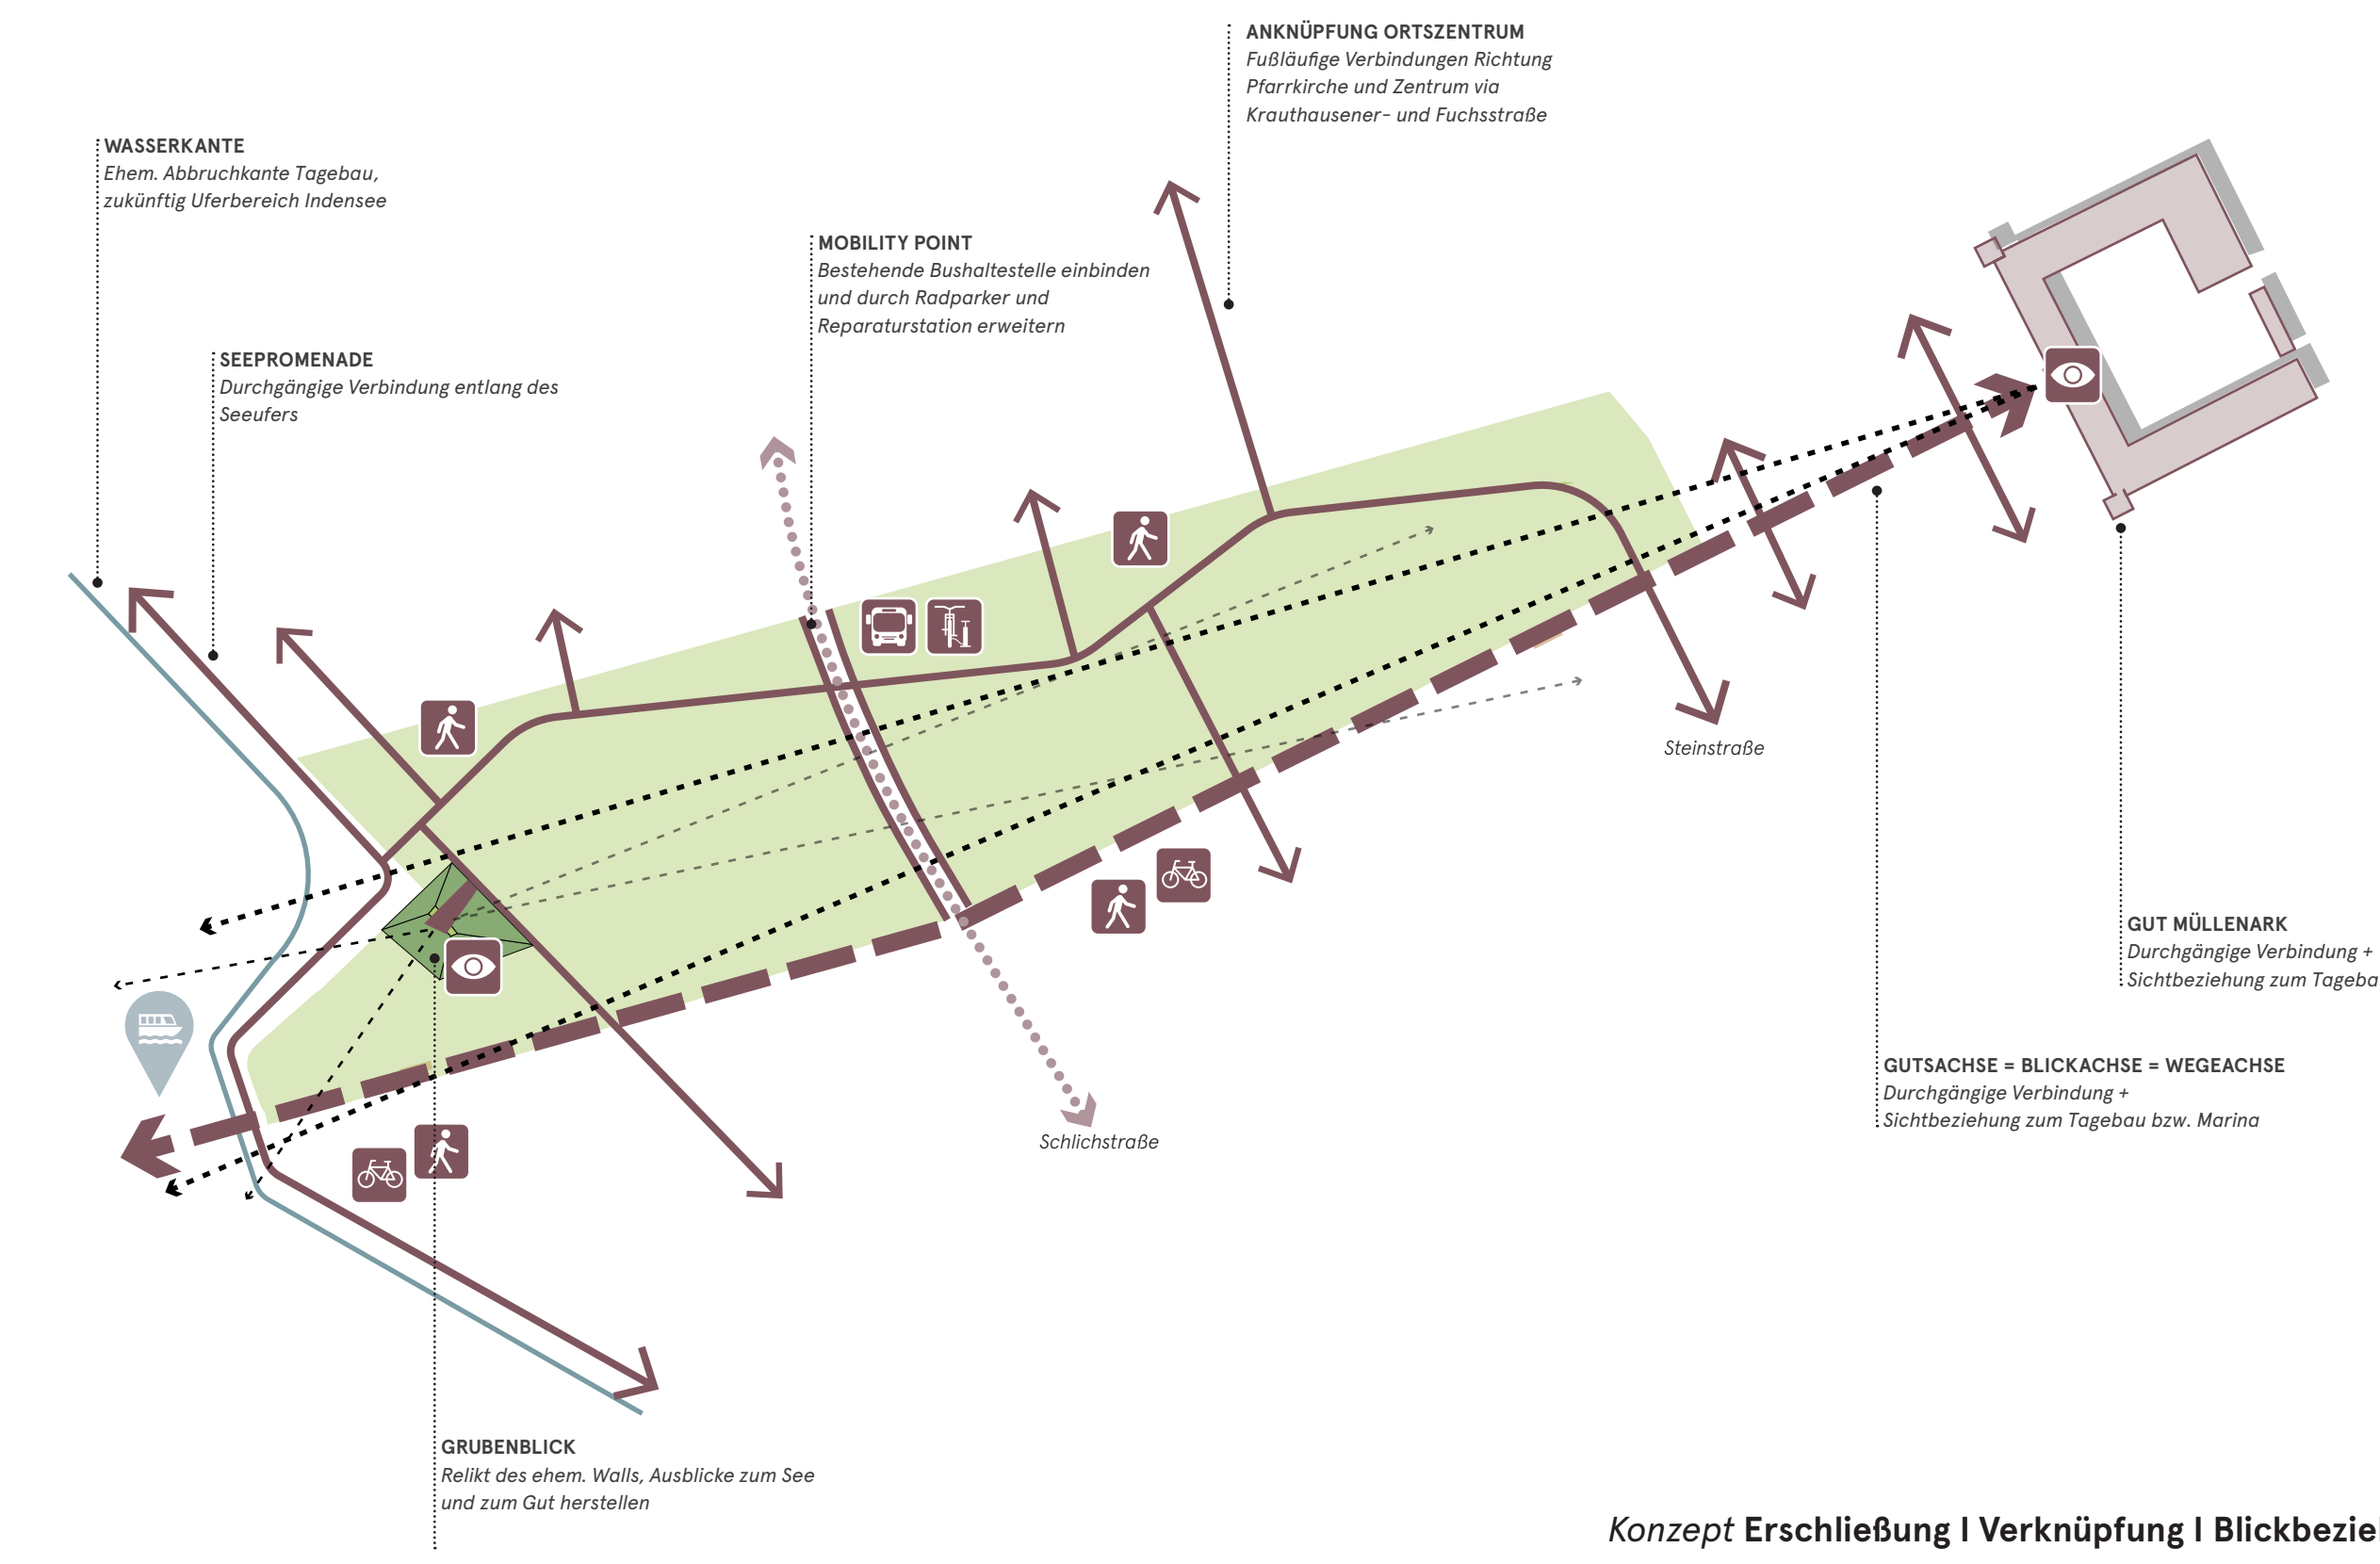 ANKNÜPFUNG ORTSZENTRUM
Fußläufige Verbindungen Richtung
Pfarrkirche und Zentrum via
Krauthausener- und Fuchsstraße
WASSERKANTE
Ehem. Abbruchkante Tagebau,
zukünftig Uferbereich Indensee
MOBILITY POINT
Bestehende Bushaltestelle einbinden
und durch Radparker und
Reparaturstation erweitern
SEEPROMENADE
Durchgängige Verbindung entlang des
Seeufers
Steinstraße
GUT MÜLLENARK
Durchgängige Verbindung +
Sichtbeziehung zum Tageba
GUTSACHSE = BLICKACHSE = WEGEACHSE
Durchgängige Verbindung +
Sichtbeziehung zum Tagebau bzw. Marina
Schlichstraße
GRUBENBLICK
Relikt des ehem. Walls, Ausblicke zum See
und zum Gut herstellen
Konzept Erschließung I Verknüpfung I Blickbezie